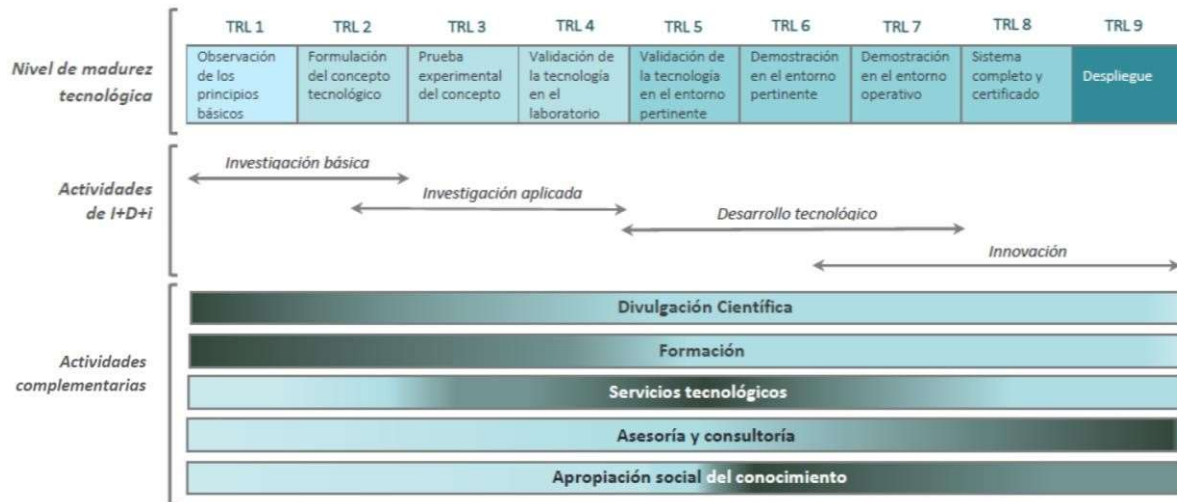 TRL 1 TRL 2 TRL 3 TRL 4 TRL 5 TRL 6 TRL 7 TRL 8 TRL 9
Nivel de madurez
tecnológica
Observación
de los
principios
básicos
Formulación
del concepto
tecnológico
Prueba
experimental
del concepto
Validación de
la tecnología
en el
laboratorio
Validación de
la tecnología
en el entorno
pertinente
Demostración
en el entorno
pertinente
Demostración
en el entorno
operativo
Sistema
completo y
certificado
Despliegue
Actividades
de I+D+i
Investigación básica
Investigación aplicada
Desarrollo tecnológico
Innovación
Actividades
complementarias
Divulgación Científica
Formación
Servicios tecnológicos
Asesoría y consultoría
Apropiación social del conocimiento